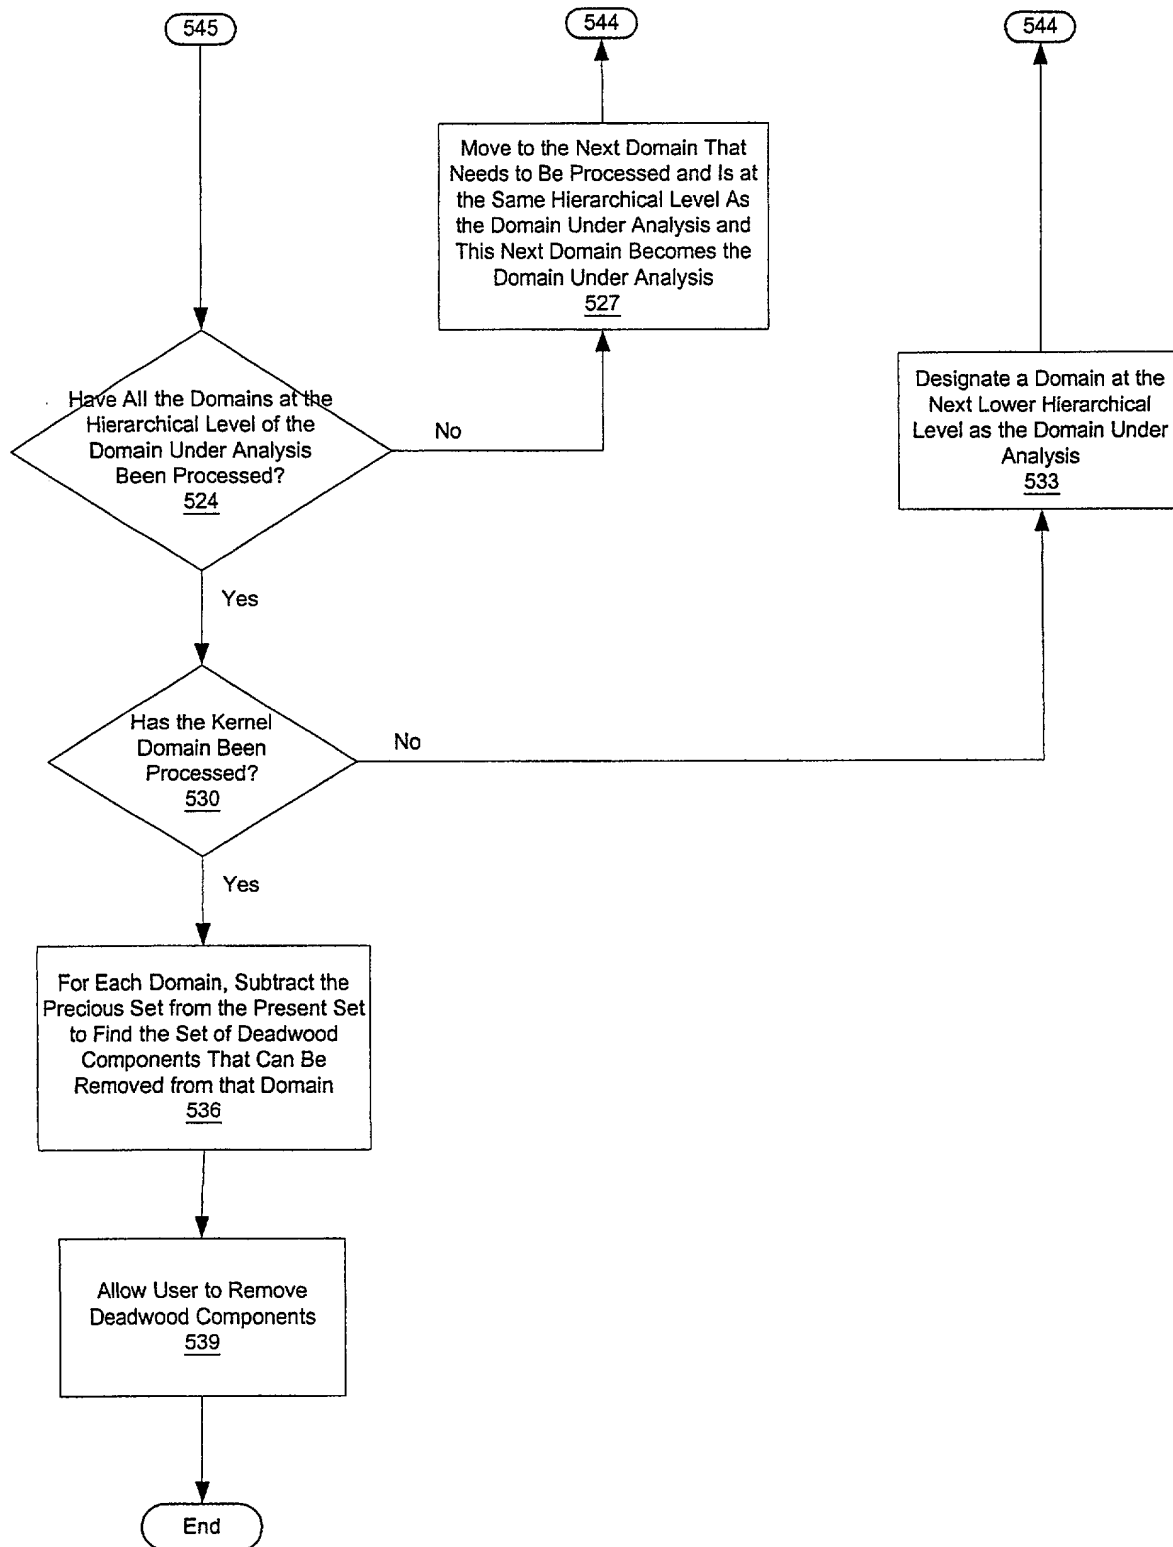 545
544
544
Move to the Next Domain That
Needs to Be Processed and Is at
the Same Hierarchical Level As
the Domain Under Analysis and
This Next Domain Becomes the
Domain Under Analysis
527
Designate a Domain at the
Next Lower Hierarchical
Level as the Domain Under
Analysis
533
Have All the Domains at the
Hierarchical Level of the
Domain Under Analysis
Been Processed?
524
No
Yes
Has the Kernel
Domain Been
Processed?
530
No
Yes
For Each Domain, Subtract the
Precious Set from the Present Set
to Find the Set of Deadwood
Components That Can Be
Removed from that Domain
536
Allow User to Remove
Deadwood Components
539
End